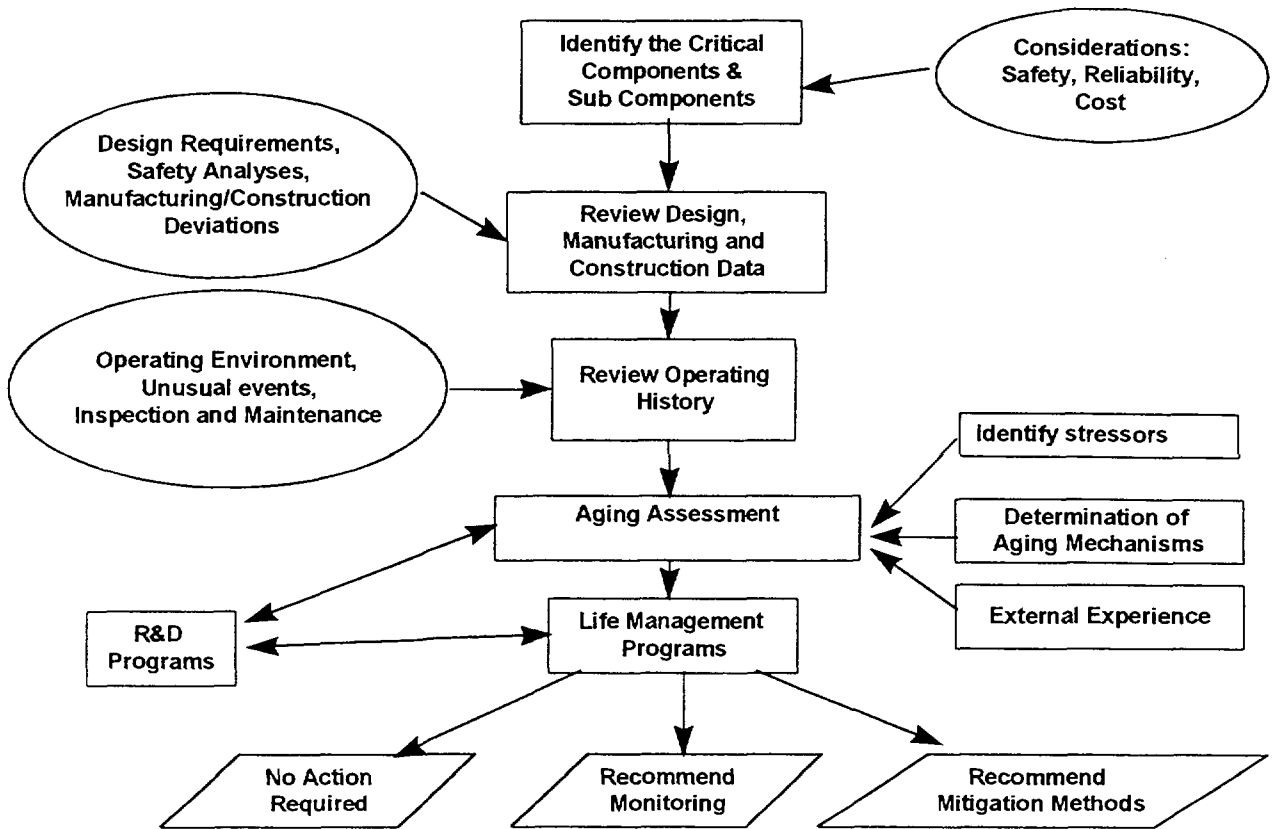 Identify the Critical
Components &
Sub Components
Considerations:
Safety, Reliability,
Cost
Design Requirements,
Safety Analyses,
Manufacturing/Construction
Deviations
Review Design,
Manufacturing and
Construction Data
Operating Environment,
Unusual events,
Inspection and Maintenance
Review Operating
History
Identify stressors
Aging Assessment
Determination of
Aging Mechanisms
External Experience
R&D
Programs
Life Management
Programs
No Action
Required
Recommend
Monitoring
Recommend
Mitigation Methods